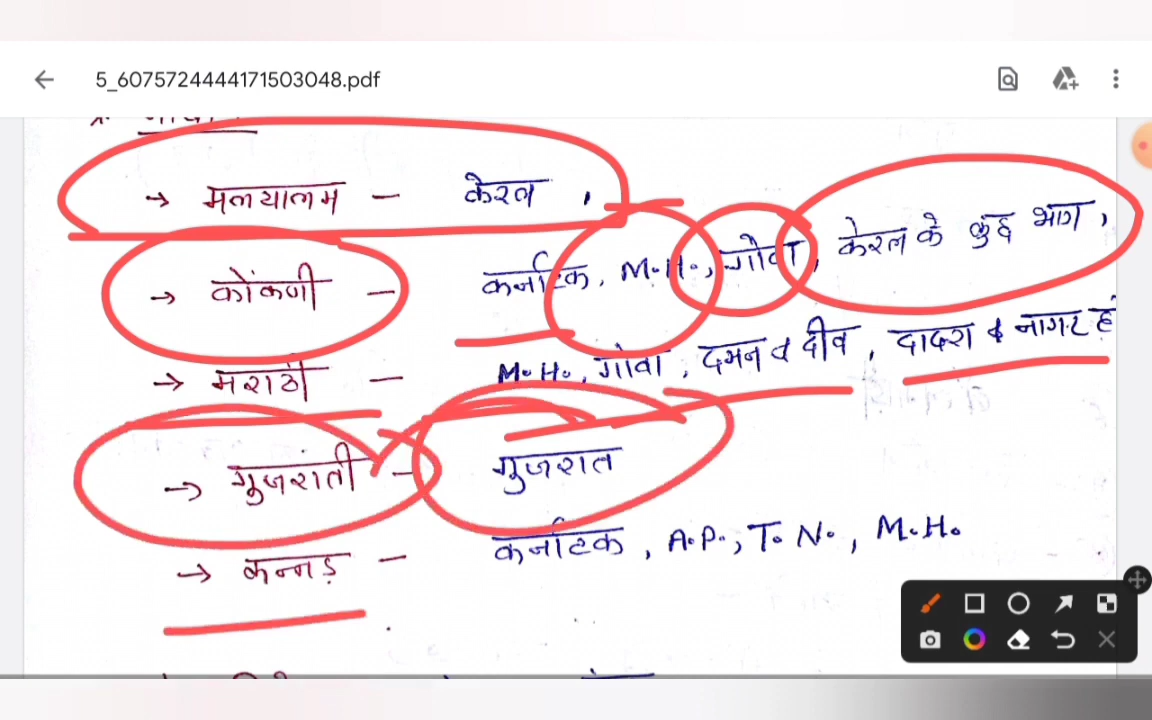 5_6075724444171503048.pdf
→ मलयालम - केरल ,
→ कोंकणी - कर्नाटक, M.H., गोवा, केरल के कुछ भाग,
→ मराठी - M.H., गोवा, दमन व दीव, दादरा व नागर ह
→ गुजराती - गुजरात
→ कन्नड़ - कर्नाटक, A.P., T.N., M.H.